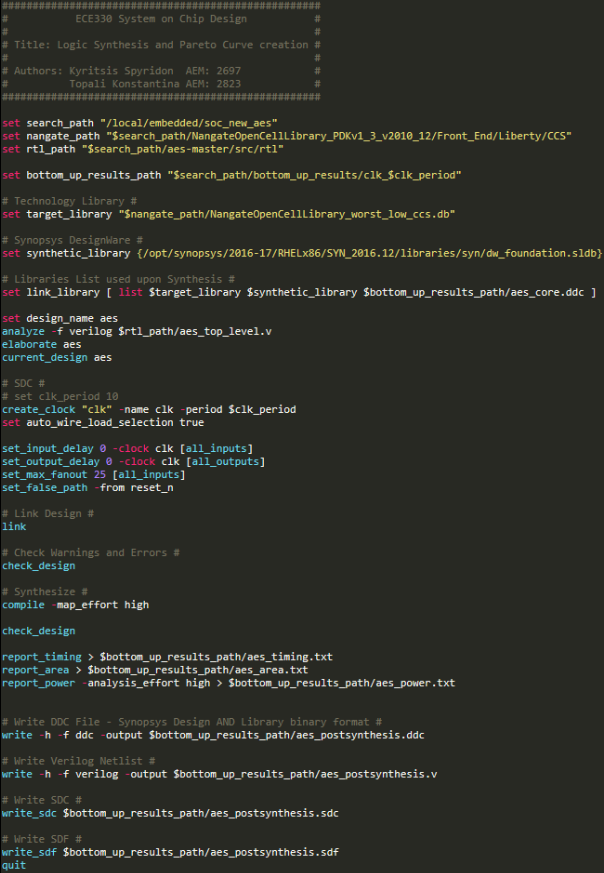 ###################################################
# ECE330 System on Chip Design #
# #
# Title: Logic Synthesis and Pareto Curve creation #
# #
# Authors: Kyritsis Spyridon AEM: 2697 #
# Topali Konstantina AEM: 2823 #
###################################################
set search_path "/local/embedded/soc_new_aes"
set nangate_path "$search_path/NangateOpenCellLibrary_PDKv1_3_v2010_12/Front_End/Liberty/CCS"
set rtl_path "$search_path/aes-master/src/rtl"
set bottom_up_results_path "$search_path/bottom_up_results/clk_$clk_period"
# Technology Library #
set target_library "$nangate_path/NangateOpenCellLibrary_worst_low_ccs.db"
# Synopsys DesignWare #
set synthetic_library {/opt/synopsys/2016-17/RHELx86/SYN_2016.12/libraries/syn/dw_foundation.sldb}
# Libraries List used upon Synthesis #
set link_library [ list $target_library $synthetic_library $bottom_up_results_path/aes_core.ddc ]
set design_name aes
analyze -f verilog $rtl_path/aes_top_level.v
elaborate aes
current_design aes
# SDC #
# set clk_period 10
create_clock "clk" -name clk -period $clk_period
set auto_wire_load_selection true
set_input_delay 0 -clock clk [all_inputs]
set_output_delay 0 -clock clk [all_outputs]
set_max_fanout 25 [all_inputs]
set_false_path -from reset_n
# Link Design #
link
# Check Warnings and Errors #
check_design
# Synthesize #
compile -map_effort high
check_design
report_timing > $bottom_up_results_path/aes_timing.txt
report_area > $bottom_up_results_path/aes_area.txt
report_power -analysis_effort high > $bottom_up_results_path/aes_power.txt
# Write DDC File - Synopsys Design AND Library binary format #
write -h -f ddc -output $bottom_up_results_path/aes_postsynthesis.ddc
# Write Verilog Netlist #
write -h -f verilog -output $bottom_up_results_path/aes_postsynthesis.v
# Write SDC #
write_sdc $bottom_up_results_path/aes_postsynthesis.sdc
# Write SDF #
write_sdf $bottom_up_results_path/aes_postsynthesis.sdf
quit